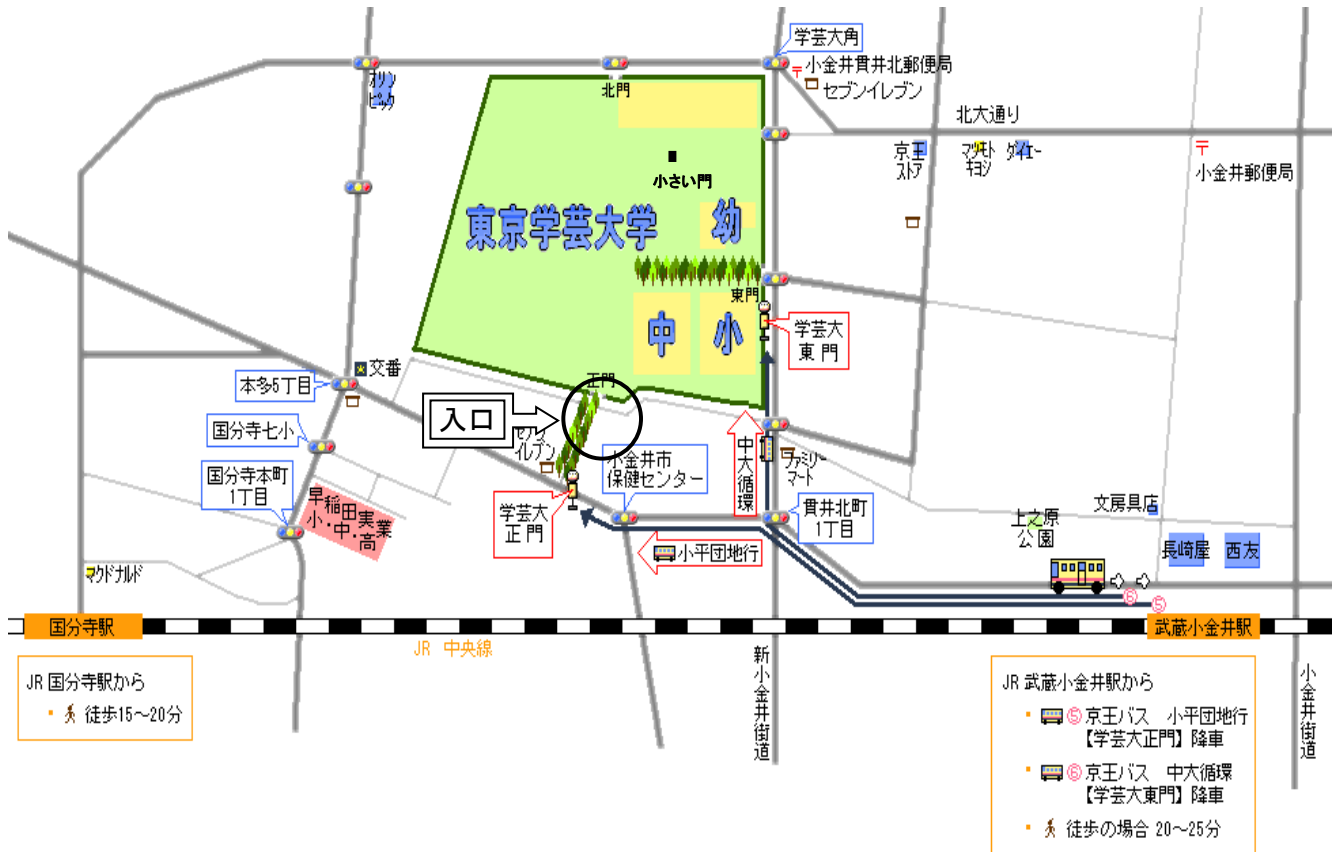 学芸大角
〒
小金井貫井北郵便局
セブンイレブン
オリン
ピック
北門
北大通り
京王
ストア
マツモト
キヨシ
ダイエー
〒
小金井郵便局
小さい門
東京学芸大学
幼
東門
中
小
学芸大
東門
交番
本多5丁目
正門
入口
国分寺七小
セブン
イレブン
小金井市
保健センター
中大循環
ファミリー
マート
国分寺本町
1丁目
早稲田実業
小・中・高
学芸大
正門
貫井北町
1丁目
文房具店
上之原
公園
小平団地行
長崎屋
西友
マクドナルド
⑥
⑤
国分寺駅
武蔵小金井駅
JR 中央線
新小金井街道
小金井街道
JR 国分寺駅から
徒歩15～20分
JR 武蔵小金井駅から
⑤京王バス 小平団地行
【学芸大正門】降車
⑥京王バス 中大循環
【学芸大東門】降車
徒歩の場合 20～25分